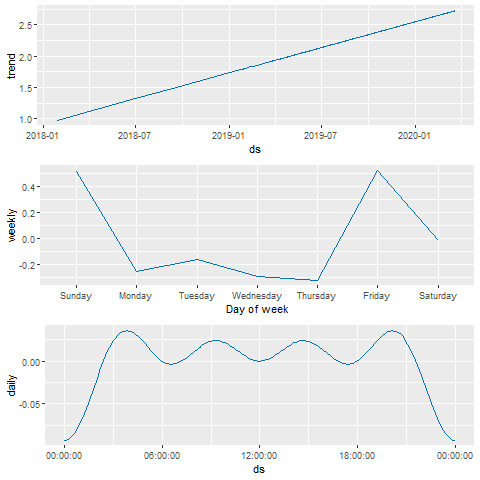 trend
2.5
2.0
1.5
1.0
2018-01 2018-07 2019-01 2019-07 2020-01
ds
weekly
0.4
0.2
0.0
-0.2
Sunday Monday Tuesday Wednesday Thursday Friday Saturday
Day of week
daily
0.00
-0.05
00:00:00 06:00:00 12:00:00 18:00:00 00:00:00
ds